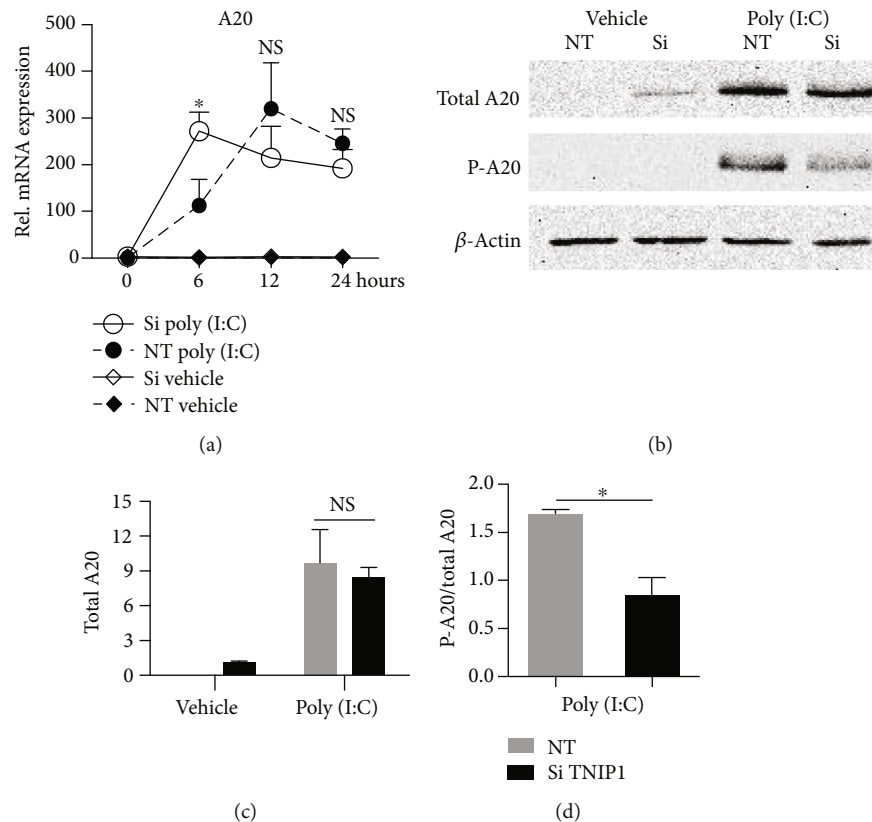 A20
500
400
300
200
100
0
Rel. mRNA expression
*
NS
NS
0 6 12 24 hours
Si poly (I:C)
NT poly (I:C)
Si vehicle
NT vehicle
(a)
Vehicle Poly (I:C)
NT Si NT Si
Total A20
P-A20
β-Actin
(b)
15
12
9
6
3
0
Total A20
NS
Vehicle Poly (I:C)
(c)
2.0
1.5
1.0
0.5
0.0
P-A20/total A20
*
Poly (I:C)
NT
Si TNIP1
(d)